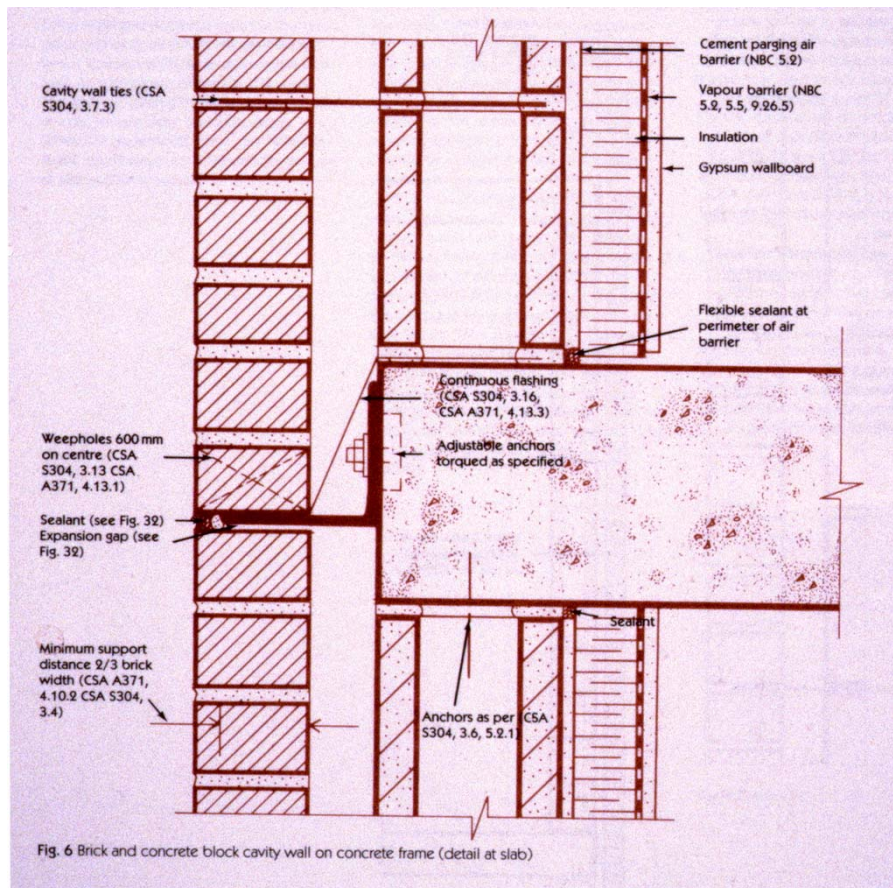 Cement parging air
barrier (NBC 5.2)
Cavity wall ties (CSA
S304, 3.7.3)
Vapour barrier (NBC
5.2, 5.5, 9.26.5)
Insulation
Gypsum wallboard
Flexible sealant at
perimeter of air
barrier
Continuous flashing
(CSA S304, 3.16,
CSA A371, 4.13.3)
Adjustable anchors
torqued as specified
Weepholes 600 mm
on centre (CSA
S304, 3.13 CSA
A371, 4.13.1)
Sealant (see Fig. 32)
Expansion gap (see
Fig. 32)
Sealant
Minimum support
distance 2/3 brick
width (CSA A371,
4.10.2 CSA S304,
3.4)
Anchors as per (CSA
S304, 3.6, 5.2.1)
Fig. 6 Brick and concrete block cavity wall on concrete frame (detail at slab)